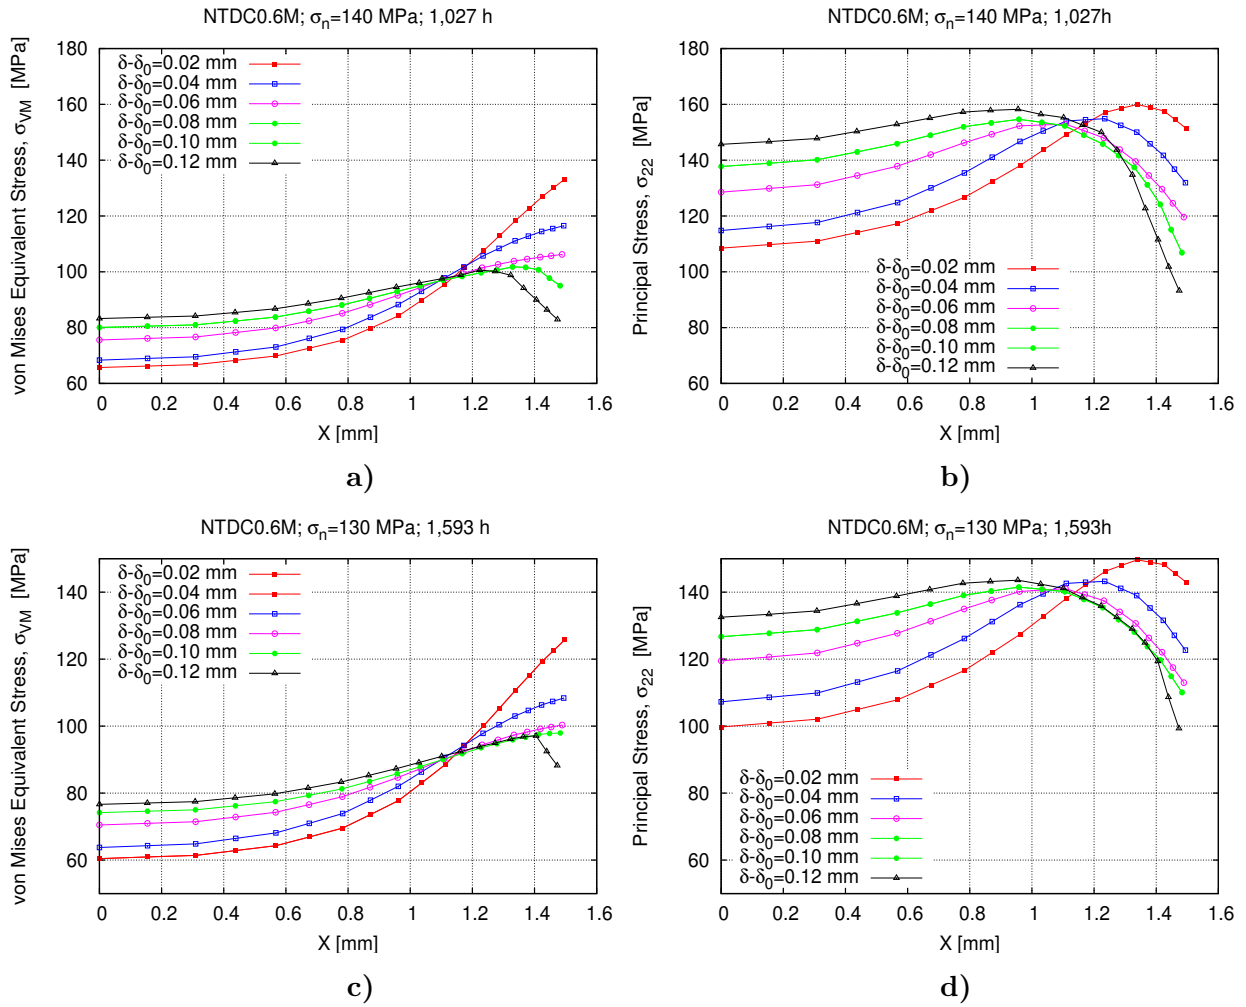 NTDC0.6M; σn=140 MPa; 1,027 h
von Mises Equivalent Stress, σVM [MPa]
180
160
140
120
100
80
60
δ-δ0=0.02 mm
δ-δ0=0.04 mm
δ-δ0=0.06 mm
δ-δ0=0.08 mm
δ-δ0=0.10 mm
δ-δ0=0.12 mm
0 0.2 0.4 0.6 0.8 1 1.2 1.4 1.6
X [mm]
a)
NTDC0.6M; σn=140 MPa; 1,027h
Principal Stress, σ22 [MPa]
180
160
140
120
100
80
60
δ-δ0=0.02 mm
δ-δ0=0.04 mm
δ-δ0=0.06 mm
δ-δ0=0.08 mm
δ-δ0=0.10 mm
δ-δ0=0.12 mm
0 0.2 0.4 0.6 0.8 1 1.2 1.4 1.6
X [mm]
b)
NTDC0.6M; σn=130 MPa; 1,593 h
von Mises Equivalent Stress, σVM [MPa]
140
120
100
80
60
δ-δ0=0.02 mm
δ-δ0=0.04 mm
δ-δ0=0.06 mm
δ-δ0=0.08 mm
δ-δ0=0.10 mm
δ-δ0=0.12 mm
0 0.2 0.4 0.6 0.8 1 1.2 1.4 1.6
X [mm]
c)
NTDC0.6M; σn=130 MPa; 1,593h
Principal Stress, σ22 [MPa]
140
120
100
80
60
δ-δ0=0.02 mm
δ-δ0=0.04 mm
δ-δ0=0.06 mm
δ-δ0=0.08 mm
δ-δ0=0.10 mm
δ-δ0=0.12 mm
0 0.2 0.4 0.6 0.8 1 1.2 1.4 1.6
X [mm]
d)